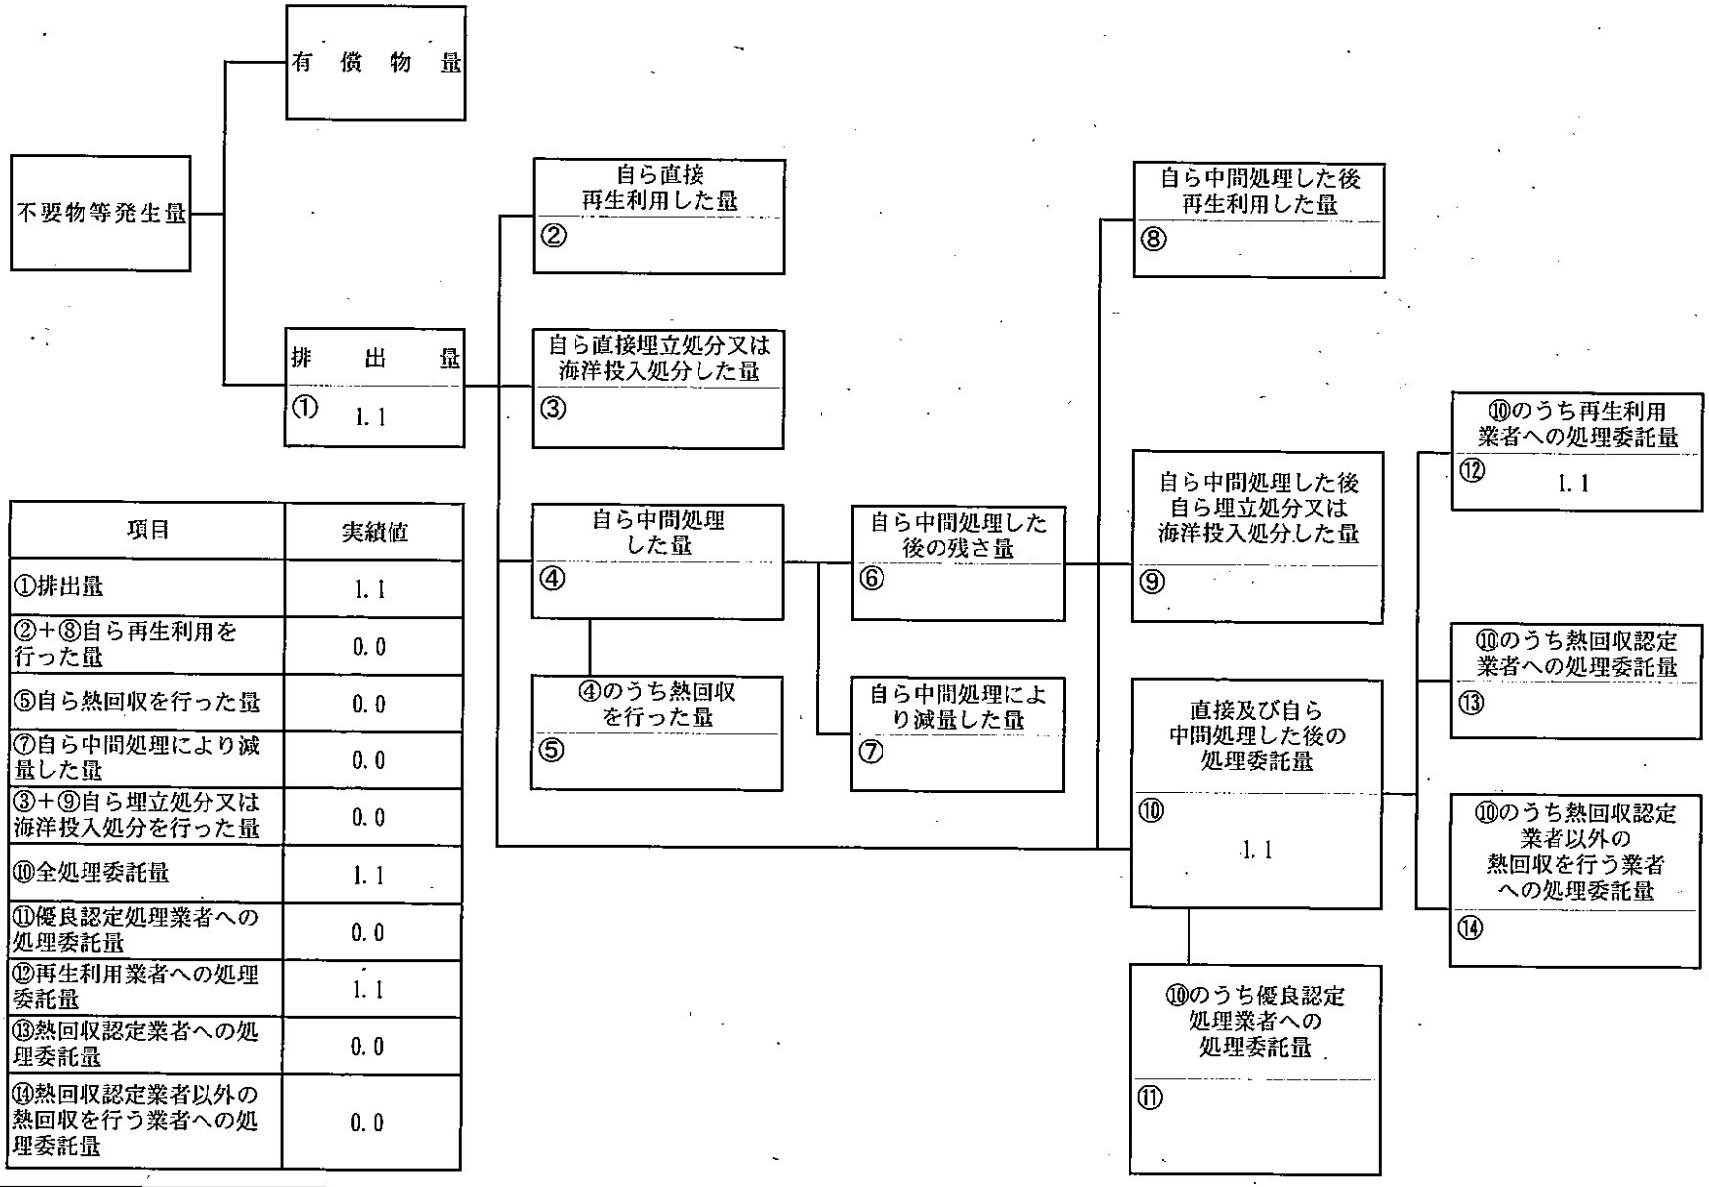 有償物量
不要物等発生量
排出量
①
1.1
自ら直接
再生利用した量
②
自ら直接埋立処分又は
海洋投入処分した量
③
自ら中間処理
した量
④
④のうち熱回収
を行った量
⑤
自ら中間処理した
後の残さ量
⑥
自ら中間処理によ
り減量した量
⑦
自ら中間処理した後
再生利用した量
⑧
自ら中間処理した後
自ら埋立処分又は
海洋投入処分した量
⑨
直接及び自ら
中間処理した後の
処理委託量
⑩
1.1
⑩のうち優良認定
処理業者への
処理委託量
⑪
⑩のうち再生利用
業者への処理委託量
⑫
1.1
⑩のうち熱回収認定
業者への処理委託量
⑬
⑩のうち熱回収認定
業者以外の
熱回収を行う業者
への処理委託量
⑭
項目 実績値
①排出量 1.1
②+⑧自ら再生利用を
行った量 0.0
⑤自ら熱回収を行った量 0.0
⑦自ら中間処理により減
量した量 0.0
③+⑨自ら埋立処分又は
海洋投入処分を行った量 0.0
⑩全処理委託量 1.1
⑪優良認定処理業者への
処理委託量 0.0
⑫再生利用業者への処理
委託量 1.1
⑬熱回収認定業者への処
理委託量 0.0
⑭熱回収認定業者以外の
熱回収を行う業者への処
理委託量 0.0